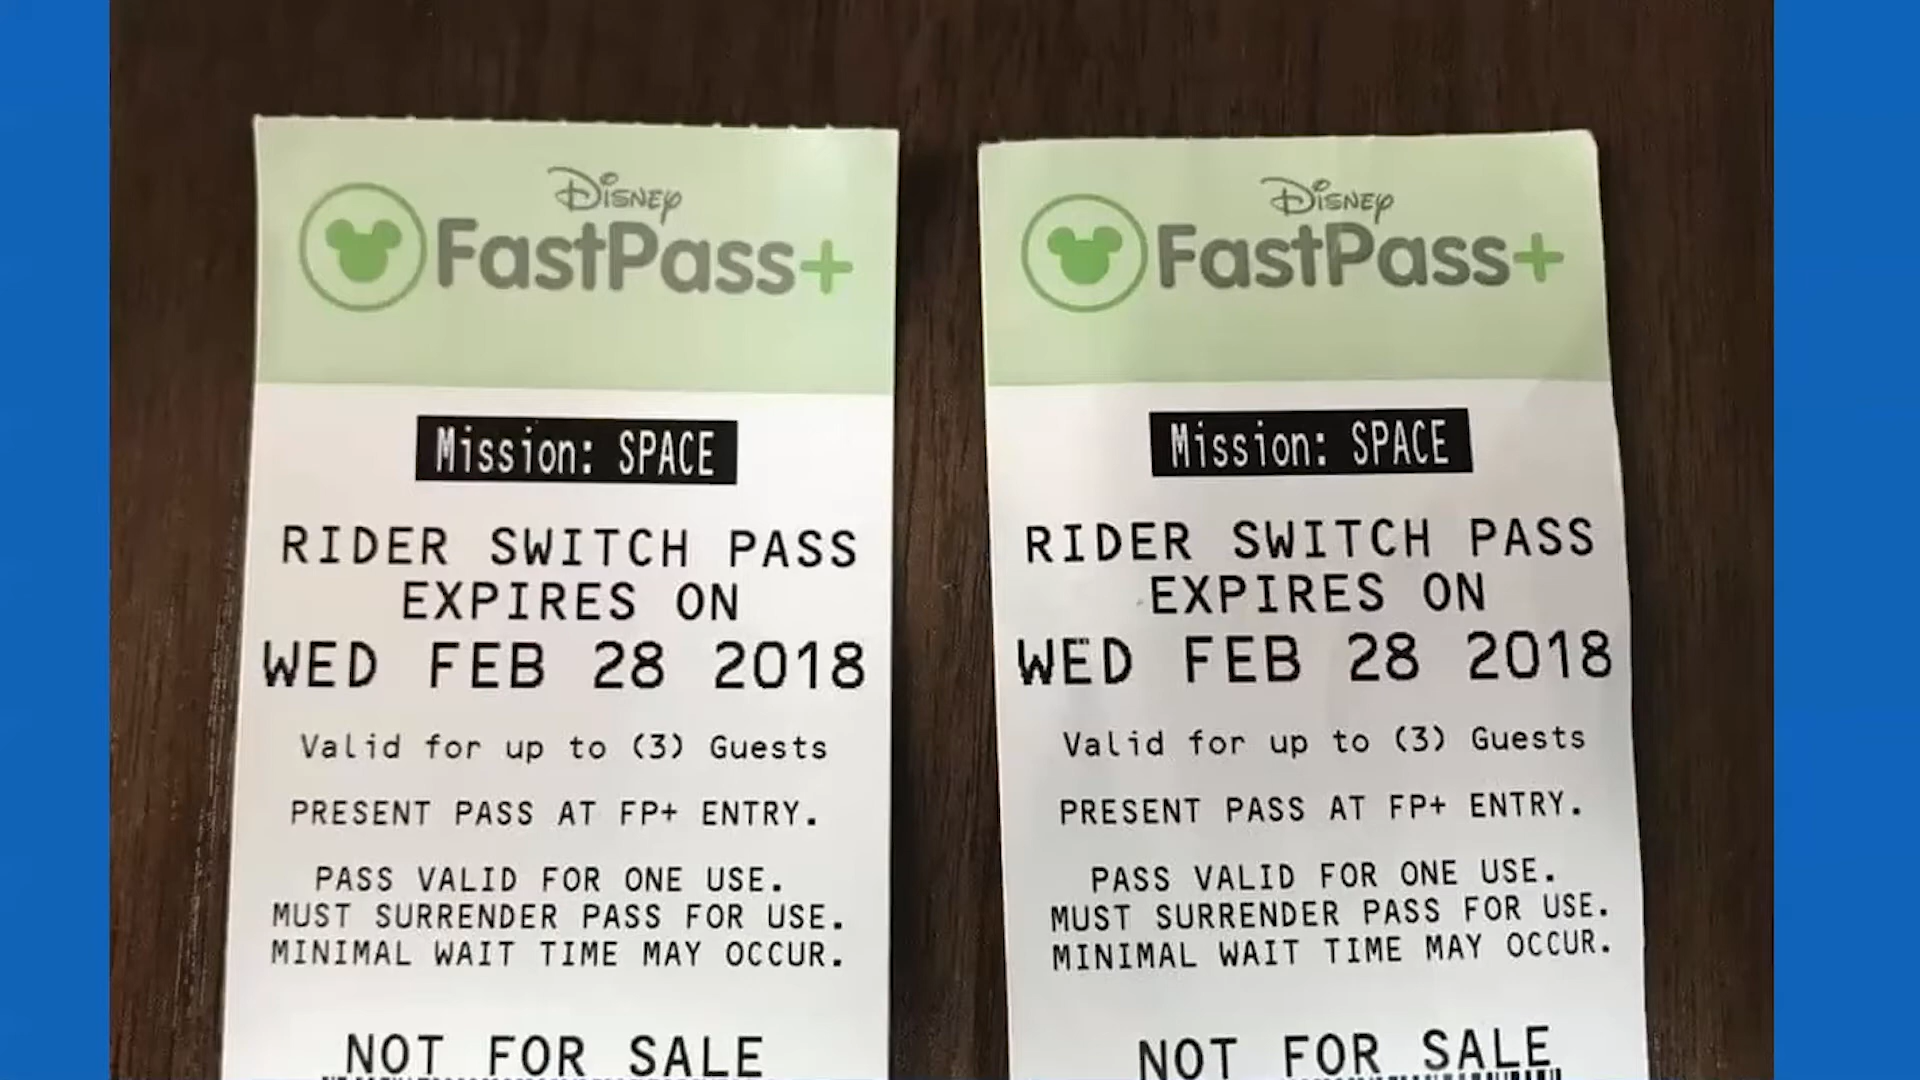 Disney
FastPass+
Mission: SPACE
RIDER SWITCH PASS
EXPIRES ON
WED FEB 28 2018
Valid for up to (3) Guests
PRESENT PASS AT FP+ ENTRY.
PASS VALID FOR ONE USE.
MUST SURRENDER PASS FOR USE.
MINIMAL WAIT TIME MAY OCCUR.
NOT FOR SALE
Disney
FastPass+
Mission: SPACE
RIDER SWITCH PASS
EXPIRES ON
WED FEB 28 2018
Valid for up to (3) Guests
PRESENT PASS AT FP+ ENTRY.
PASS VALID FOR ONE USE.
MUST SURRENDER PASS FOR USE.
MINIMAL WAIT TIME MAY OCCUR.
NOT FOR SALE